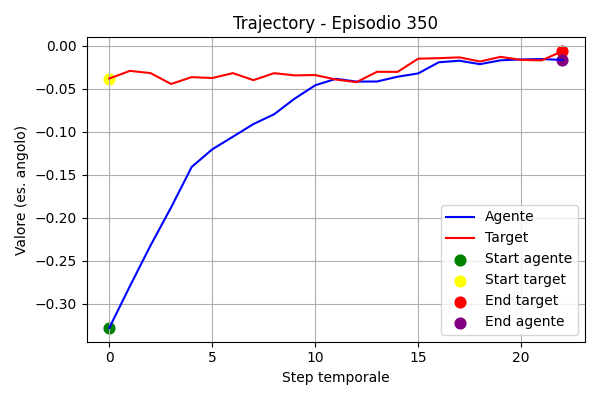 Trajectory - Episodio 350
Valore (es. angolo)
0.00
−0.05
−0.10
−0.15
−0.20
−0.25
−0.30
Agente
Target
Start agente
Start target
End target
End agente
0
5
10
15
20
Step temporale